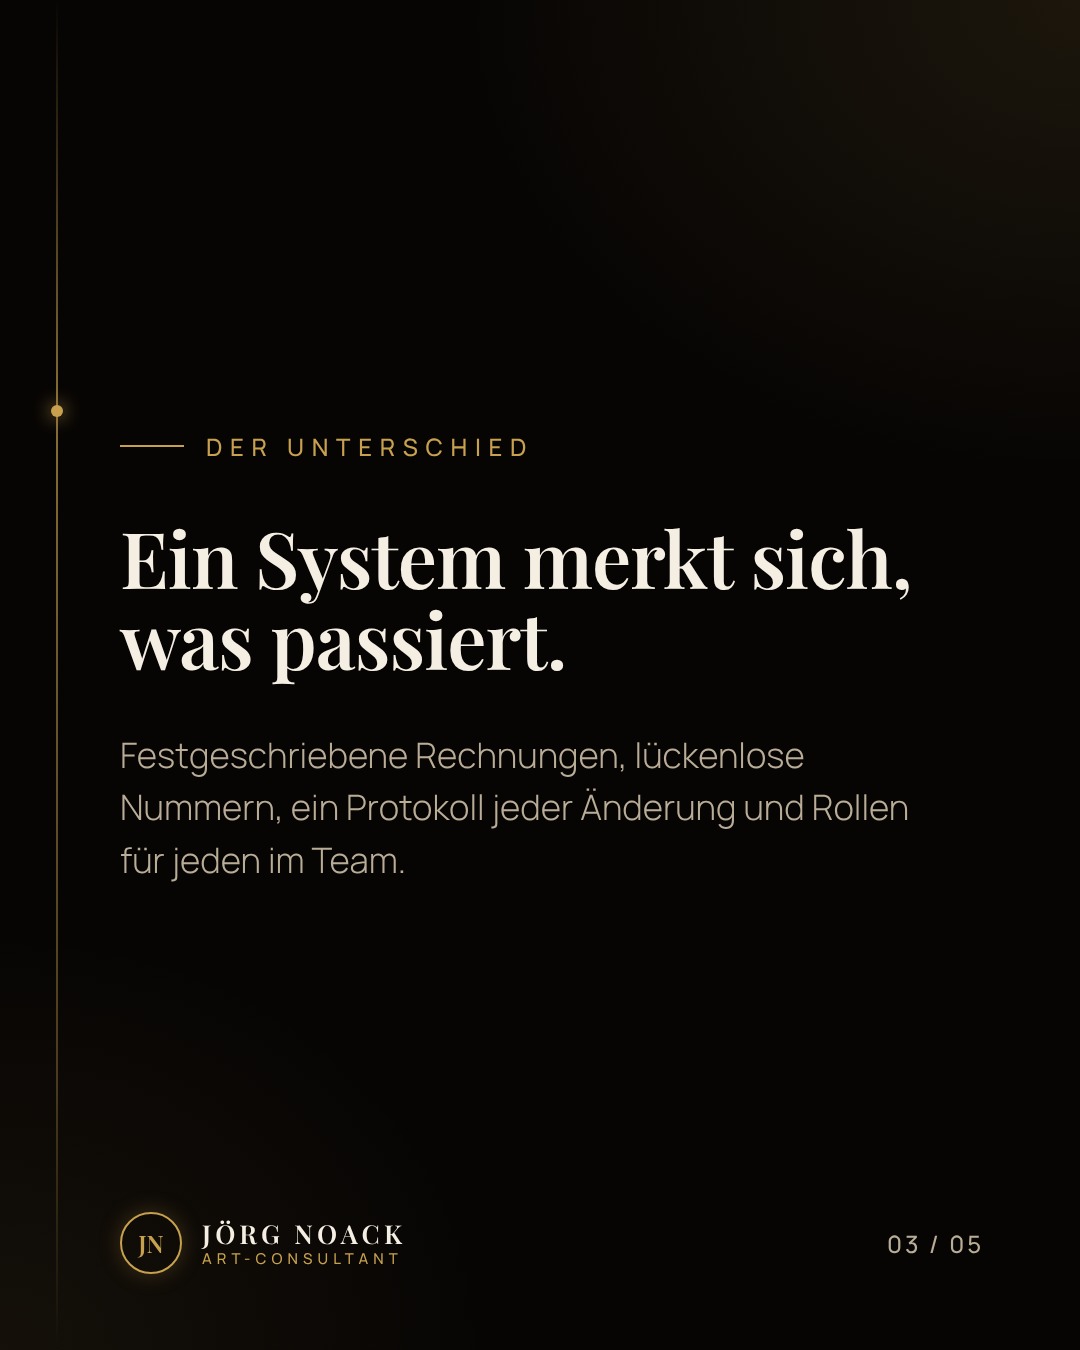 DER UNTERSCHIED
Ein System merkt sich,
was passiert.
Festgeschriebene Rechnungen, lückenlose
Nummern, ein Protokoll jeder Änderung und Rollen
für jeden im Team.
JN
JÖRG NOACK
ART-CONSULTANT
03 / 05